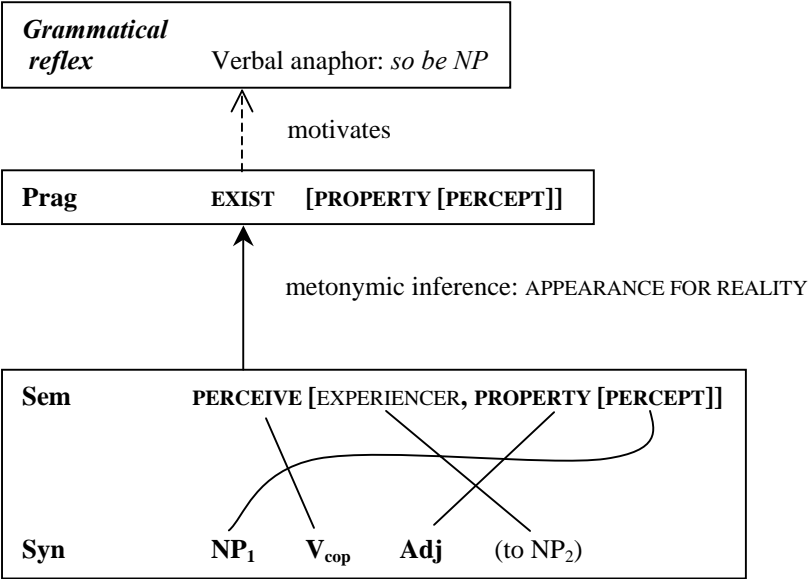 Grammatical
reflex Verbal anaphor: so be NP
motivates
Prag EXIST [PROPERTY [PERCEPT]]
metonymic inference: APPEARANCE FOR REALITY
Sem PERCEIVE [EXPERIENCER, PROPERTY [PERCEPT]]
Syn NP1 Vcop Adj (to NP2)